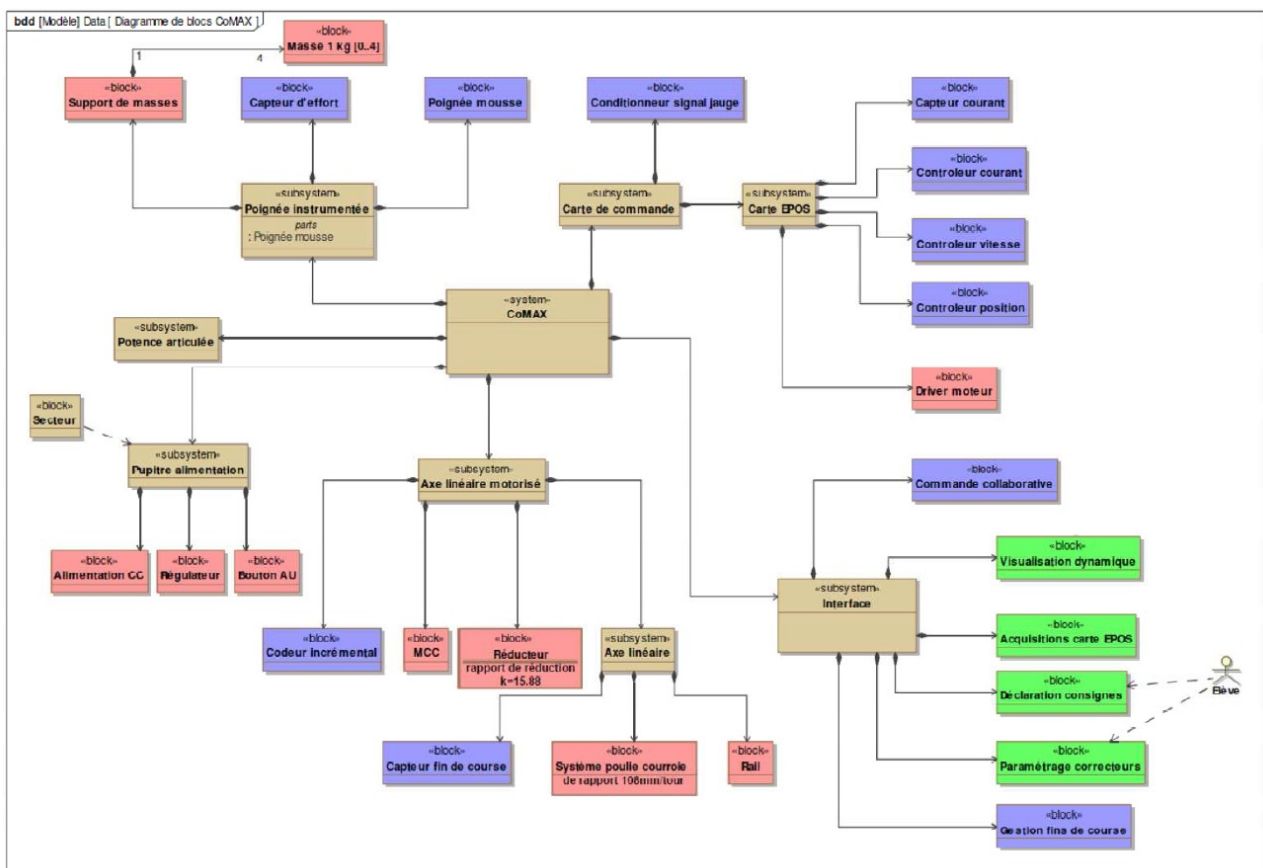 bdd [Modèle] Data [ Diagramme de blocs CoMAX ]
«block»
Masse 1 kg [0..4]
1
4
«block»
Support de masses
«block»
Capteur d'effort
«block»
Poignée mousse
«block»
Conditionneur signal jauge
«block»
Capteur courant
«block»
Controleur courant
«subsystem»
Poignée instrumentée
parts
: Poignée mousse
«subsystem»
Carte de commande
«subsystem»
Carte EPOS
«block»
Controleur vitesse
«block»
Controleur position
«system»
CoMAX
«subsystem»
Potence articulée
«block»
Driver moteur
«block»
Secteur
«subsystem»
Pupitre alimentation
«subsystem»
Axe linéaire motorisé
«block»
Commande collaborative
«block»
Visualisation dynamique
«block»
Alimentation CC
«block»
Régulateur
«block»
Bouton AU
«subsystem»
Interface
«block»
Codeur incrémental
«block»
MCC
«block»
Réducteur
rapport de réduction
k=15.88
«subsystem»
Axe linéaire
«block»
Acquisitions carte EPOS
«block»
Déclaration consignes
Elève
«block»
Capteur fin de course
«block»
Système poulie courroie
de rapport 108mm/tour
«block»
Rail
«block»
Paramétrage correcteurs
«block»
Gestion fins de course